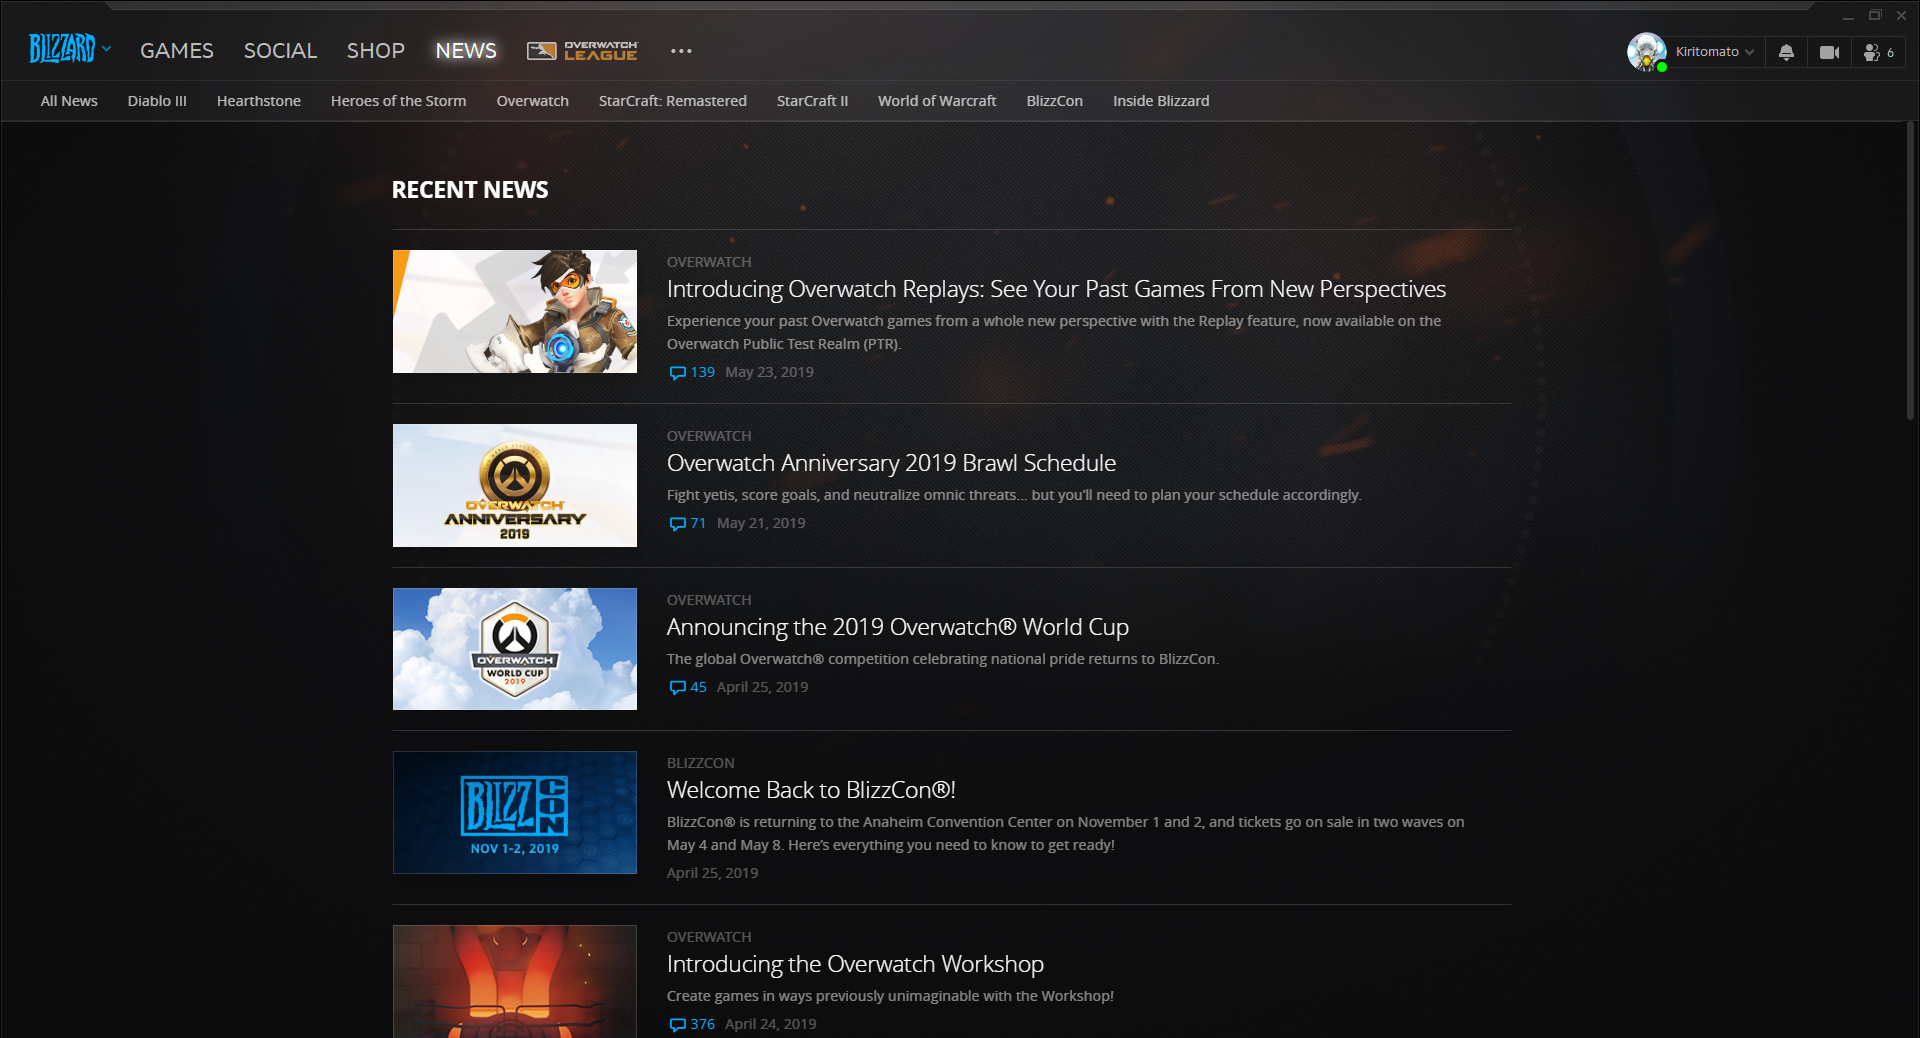 BLIZZARD
GAMES
SOCIAL
SHOP
NEWS
OVERWATCH
LEAGUE
Kiritomato
6
All News
Diablo III
Hearthstone
Heroes of the Storm
Overwatch
StarCraft: Remastered
StarCraft II
World of Warcraft
BlizzCon
Inside Blizzard
RECENT NEWS
OVERWATCH
Introducing Overwatch Replays: See Your Past Games From New Perspectives
Experience your past Overwatch games from a whole new perspective with the Replay feature, now available on the
Overwatch Public Test Realm (PTR).
139 May 23, 2019
OVERWATCH
ANNIVERSARY
2019
OVERWATCH
Overwatch Anniversary 2019 Brawl Schedule
Fight yetis, score goals, and neutralize omnic threats... but you'll need to plan your schedule accordingly.
71 May 21, 2019
OVERWATCH
WORLD CUP
2019
OVERWATCH
Announcing the 2019 Overwatch® World Cup
The global Overwatch® competition celebrating national pride returns to BlizzCon.
45 April 25, 2019
BLIZZCON
NOV 1-2, 2019
BLIZZCON
Welcome Back to BlizzCon®!
BlizzCon® is returning to the Anaheim Convention Center on November 1 and 2, and tickets go on sale in two waves on
May 4 and May 8. Here's everything you need to know to get ready!
April 25, 2019
OVERWATCH
Introducing the Overwatch Workshop
Create games in ways previously unimaginable with the Workshop!
376 April 24, 2019